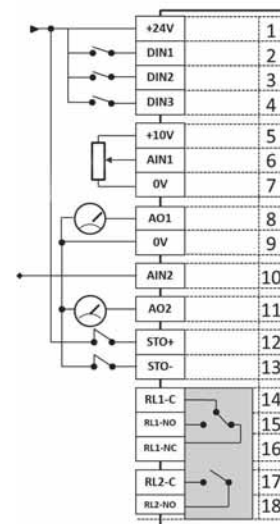 +24V 1
DIN1 2
DIN2 3
DIN3 4
+10V 5
AIN1 6
0V 7
AO1 8
0V 9
AIN2 10
AO2 11
STO+ 12
STO- 13
RL1-C 14
RL1-NO 15
RL1-NC 16
RL2-C 17
RL2-NO 18